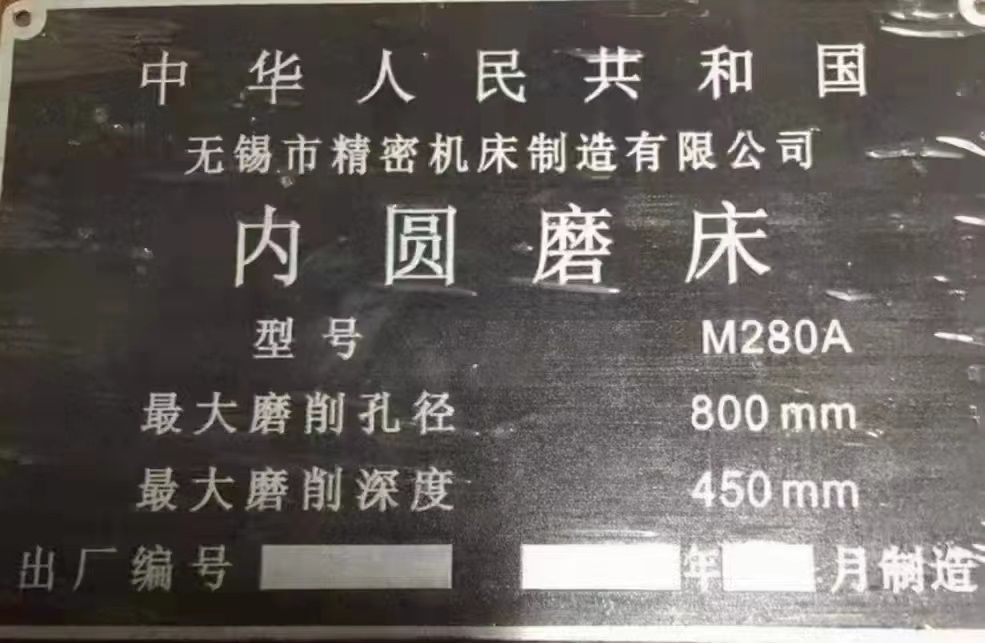 中华人民共和国
无锡市精密机床制造有限公司
内圆磨床
型号 M280A
最大磨削孔径 800mm
最大磨削深度 450mm
出厂编号 年 月制造